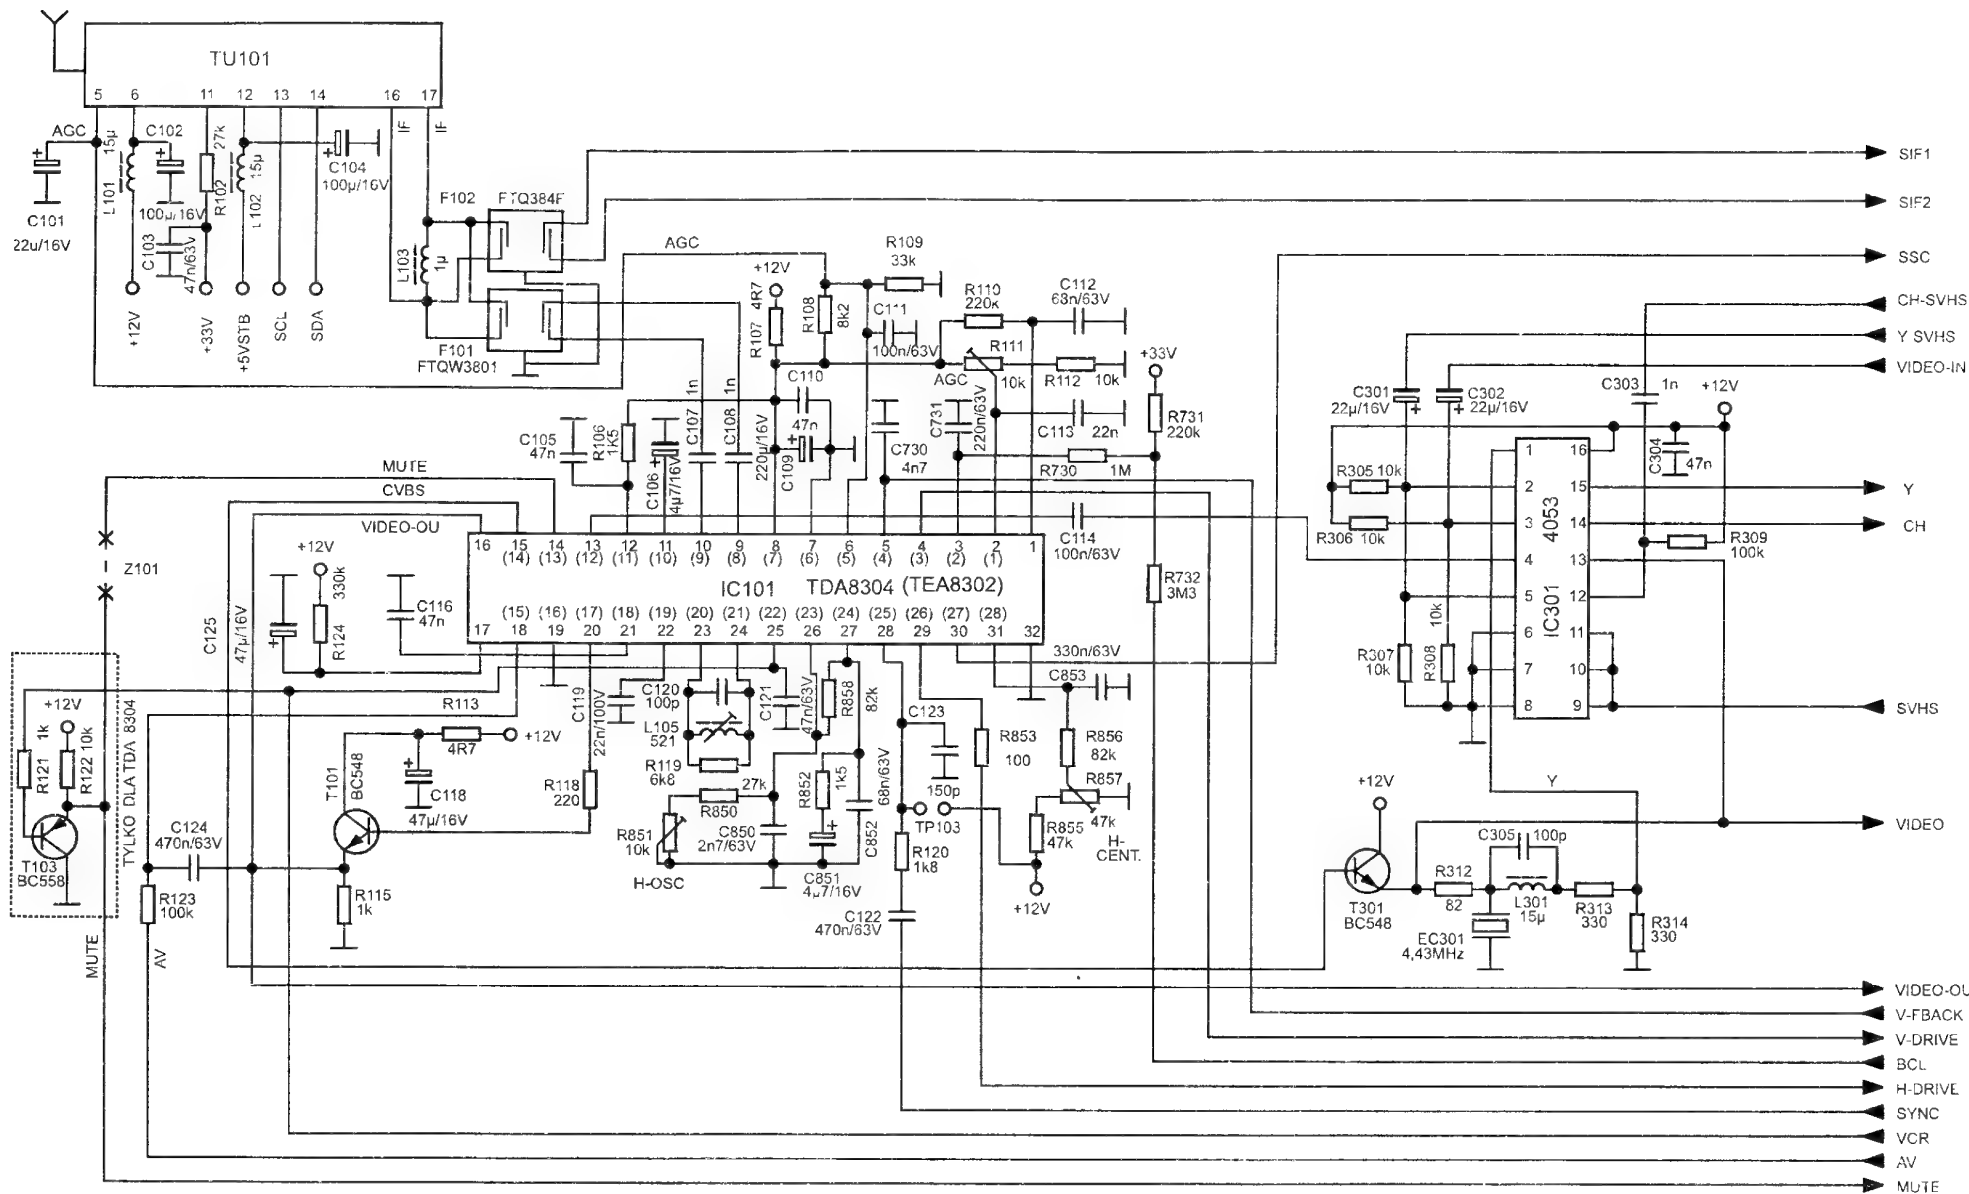 TU101
5 6 11 12 13 14 16 17
AGC
15µ
C102
27k
15µ
IF
IF
C104
100µ/16V
C101
22u/16V
L101
100µ/16V
R102
L102
C103
47n/63V
+12V
+33V
+5VSTB
SCL
SDA
F102
FTQ384F
L103
1µ
F101
FTQW3801
AGC
+12V
4R7
R107
R108
8k2
R109
33k
C111
100n/63V
R110
220k
C112
68n/63V
R111
10k
AGC
R112
10k
+33V
R731
220k
C110
47n
C109
220µ/16V
C107
1n
C108
1n
C105
47n
R106
1K5
C106
4µ7/16V
C730
4n7
C731
220n/63V
C113
22n
R730
1M
C114
100n/63V
R732
3M3
MUTE
CVBS
VIDEO-OU
Z101
16 15 14 13 12 11 10 9 8 7 6 5 4 3 2 1
(14) (13) (12) (11) (10) (9) (8) (7) (6) (5) (4) (3) (2) (1)
IC101 TDA8304 (TEA8302)
(15) (16) (17) (18) (19) (20) (21) (22) (23) (24) (25) (26) (27) (28)
17 18 19 20 21 22 23 24 25 26 27 28 29 30 31 32
+12V
330k
R124
C116
47n
C125
47µ/16V
TYLKO DLA TDA 8304
+12V
1k
R121
10k
R122
T103
BC558
C124
470n/63V
R123
100k
AV
MUTE
R113
4R7
+12V
T101
BC548
C118
47µ/16V
R115
1k
C119
22n/100V
R118
220
C120
100p
L105
521
R119
6k8
C121
47n/63V
R858
82k
27k
R850
R851
10k
H-OSC
C850
2n7/63V
R852
1k5
C851
4µ7/16V
68n/63V
C852
C123
150p
TP103
R120
1k8
C122
470n/63V
R853
100
330n/63V
C853
R856
82k
R857
47k
H-
CENT.
R855
47k
+12V
C301
22µ/16V
C302
22µ/16V
C303
1n
+12V
C304
47n
R305 10k
R306
10k
R307
10k
R308
10k
R309
100k
4053
IC301
1 2 3 4 5 6 7 8
16 15 14 13 12 11 10 9
Y
+12V
T301
BC548
R312
82
C305
100p
L301
15µ
R313
330
R314
330
EC301
4,43MHz
SIF1
SIF2
SSC
CH-SVHS
Y SVHS
VIDEO-IN
Y
CH
SVHS
VIDEO
VIDEO-OU
V-FBACK
V-DRIVE
BCL
H-DRIVE
SYNC
VCR
AV
MUTE